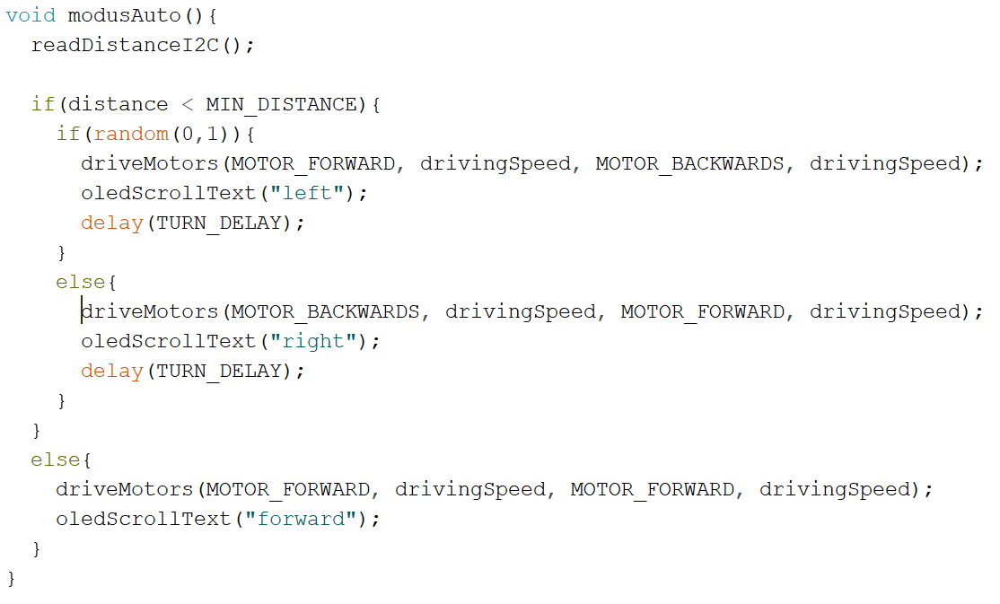 void modusAuto(){
  readDistanceI2C();

  if(distance < MIN_DISTANCE){
    if(random(0,1)){
      driveMotors(MOTOR_FORWARD, drivingSpeed, MOTOR_BACKWARDS, drivingSpeed);
      oledScrollText("left");
      delay(TURN_DELAY);
    }
    else{
      driveMotors(MOTOR_BACKWARDS, drivingSpeed, MOTOR_FORWARD, drivingSpeed);
      oledScrollText("right");
      delay(TURN_DELAY);
    }
  }
  else{
    driveMotors(MOTOR_FORWARD, drivingSpeed, MOTOR_FORWARD, drivingSpeed);
    oledScrollText("forward");
  }
}